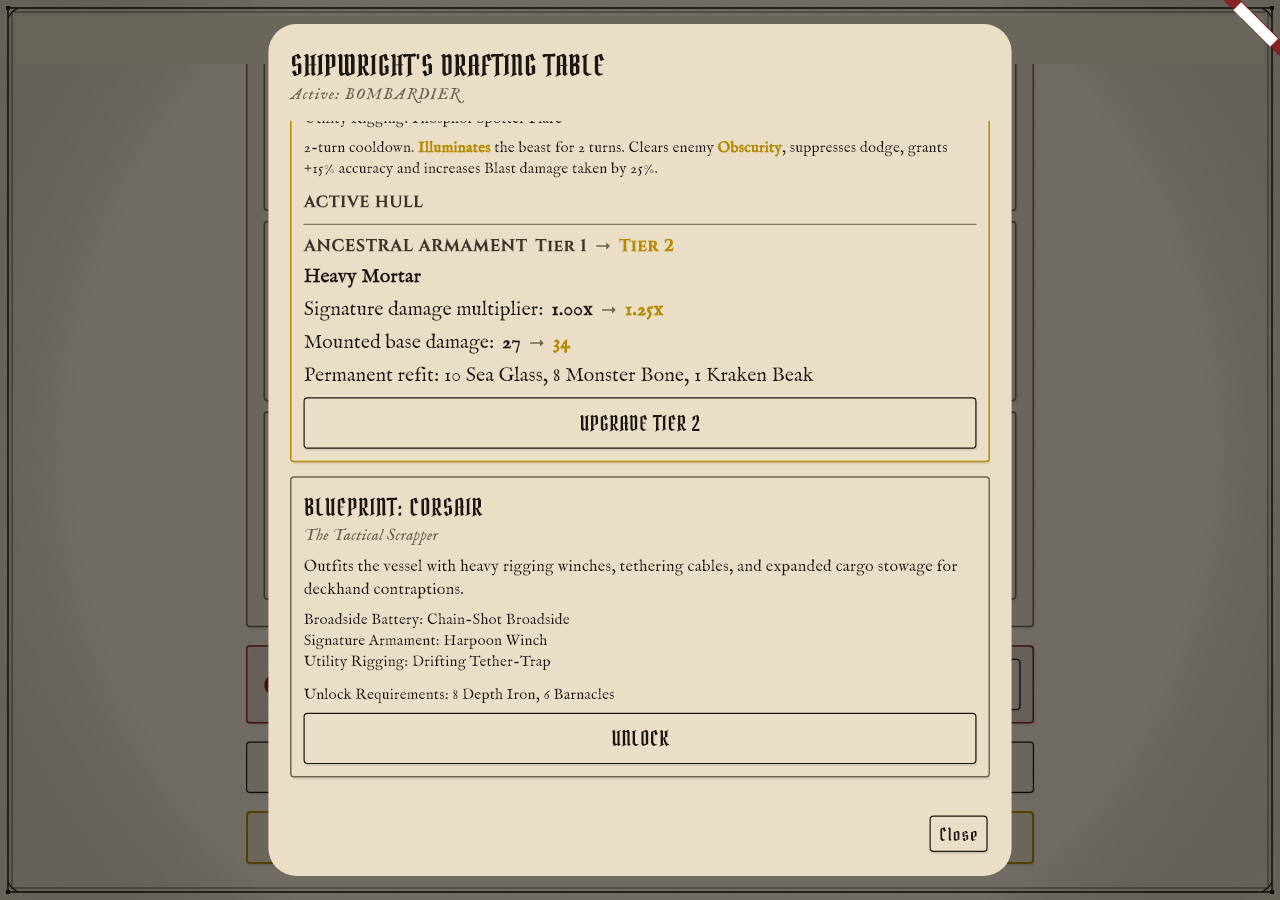 SHIPWRIGHT'S DRAFTING TABLE
Active: BOMBARDIER
Utility Rigging: Phosphor Spotter Flare
2-turn cooldown. Illuminates the beast for 2 turns. Clears enemy Obscurity, suppresses dodge, grants
+15% accuracy and increases Blast damage taken by 25%.
ACTIVE HULL
ANCESTRAL ARMAMENT TIER 1 → TIER 2
Heavy Mortar
Signature damage multiplier: 1.00x → 1.25x
Mounted base damage: 27 → 34
Permanent refit: 10 Sea Glass, 8 Monster Bone, 1 Kraken Beak
UPGRADE TIER 2
BLUEPRINT: CORSAIR
The Tactical Scrapper
Outfits the vessel with heavy rigging winches, tethering cables, and expanded cargo stowage for
deckhand contraptions.
Broadside Battery: Chain-Shot Broadside
Signature Armament: Harpoon Winch
Utility Rigging: Drifting Tether-Trap
Unlock Requirements: 8 Depth Iron, 6 Barnacles
UNLOCK
Close